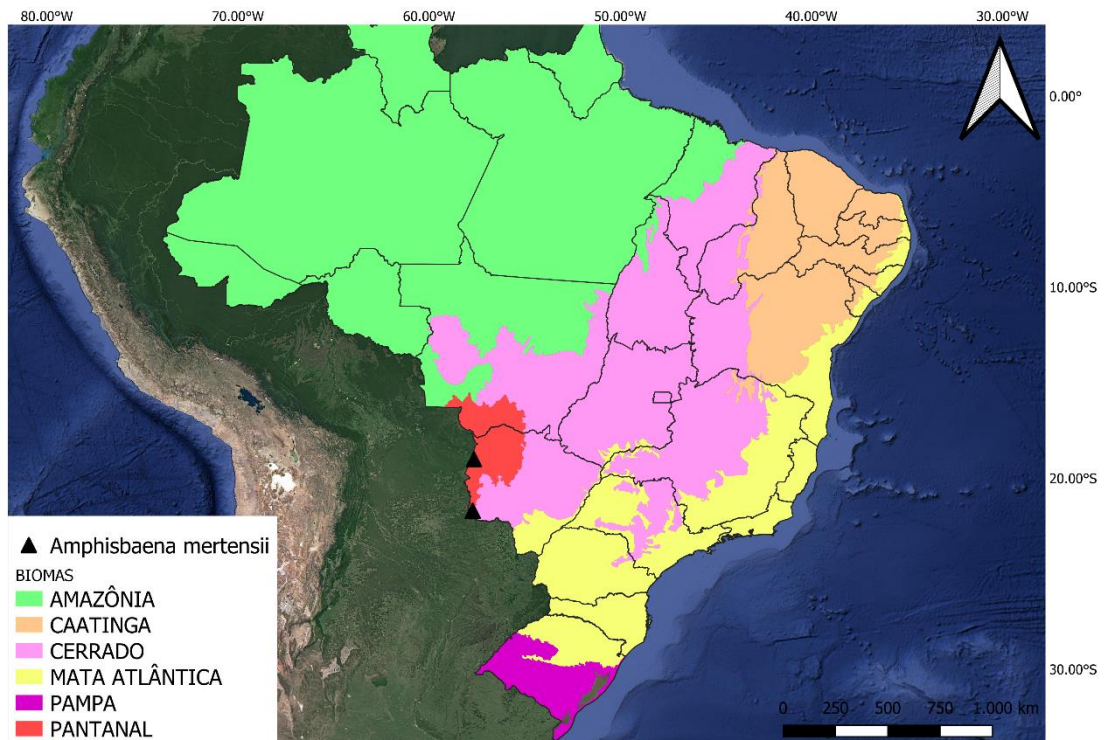 80.00°W 70.00°W 60.00°W 50.00°W 40.00°W 30.00°W
0.00°
10.00°S
20.00°S
30.00°S
Amphisbaena mertensii
BIOMAS
AMAZÔNIA
CAATINGA
CERRADO
MATA ATLÂNTICA
PAMPA
PANTANAL
0 250 500 750 1.000 km